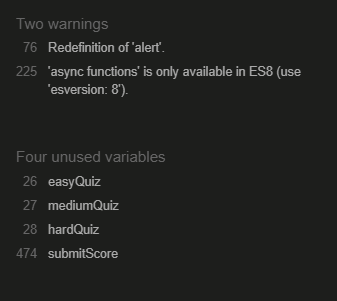 Two warnings
76 Redefinition of 'alert'.
225 'async functions' is only available in ES8 (use
'esversion: 8').
Four unused variables
26 easyQuiz
27 mediumQuiz
28 hardQuiz
474 submitScore